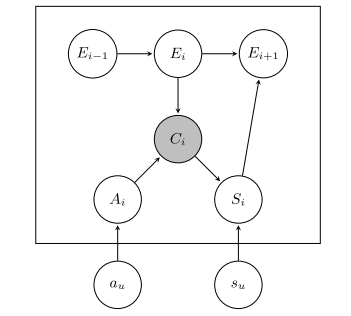 E_{i−1} E_i E_{i+1}
C_i
A_i S_i
a_u s_u